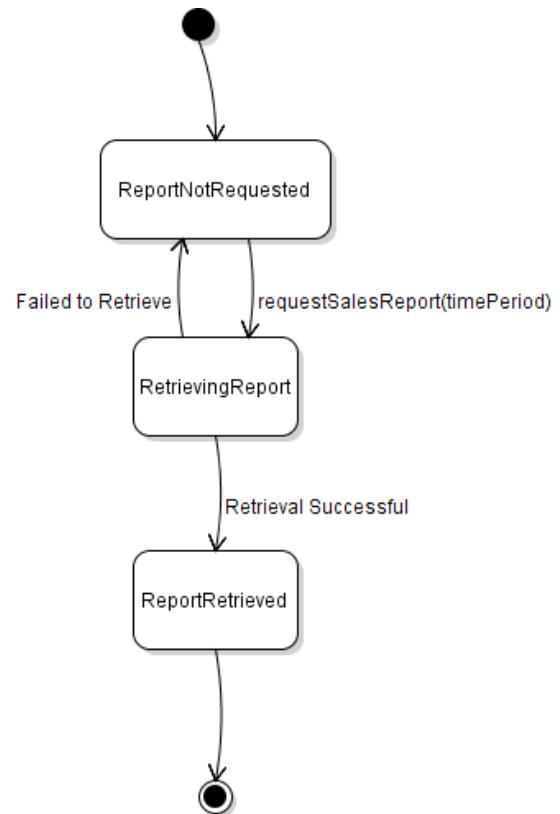 ReportNotRequested
Failed to Retrieve
requestSalesReport(timePeriod)
RetrievingReport
Retrieval Successful
ReportRetrieved